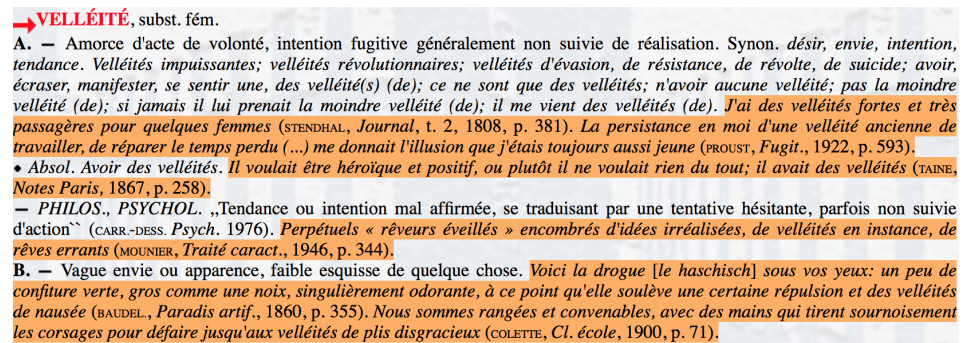 VELLÉITÉ, subst. fém.
A. — Amorce d'acte de volonté, intention fugitive généralement non suivie de réalisation. Synon. désir, envie, intention,
tendance. Velléités impuissantes; velléités révolutionnaires; velléités d'évasion, de résistance, de révolte, de suicide; avoir,
écraser, manifester, se sentir une, des velléité(s) (de); ce ne sont que des velléités; n'avoir aucune velléité; pas la moindre
velléité (de); si jamais il lui prenait la moindre velléité (de); il me vient des velléités (de). J'ai des velléités fortes et très
passagères pour quelques femmes (STENDHAL, Journal, t. 2, 1808, p. 381). La persistance en moi d'une velléité ancienne de
travailler, de réparer le temps perdu (...) me donnait l'illusion que j'étais toujours aussi jeune (PROUST, Fugit., 1922, p. 593).
♦ Absol. Avoir des velléités. Il voulait être héroïque et positif, ou plutôt il ne voulait rien du tout; il avait des velléités (TAINE,
Notes Paris, 1867, p. 258).
— PHILOS., PSYCHOL. ,,Tendance ou intention mal affirmée, se traduisant par une tentative hésitante, parfois non suivie
d'action`` (CARR.-DESS. Psych. 1976). Perpétuels « rêveurs éveillés » encombrés d'idées irréalisées, de velléités en instance, de
rêves errants (MOUNIER, Traité caract., 1946, p. 344).
B. — Vague envie ou apparence, faible esquisse de quelque chose. Voici la drogue [le haschisch] sous vos yeux: un peu de
confiture verte, gros comme une noix, singulièrement odorante, à ce point qu'elle soulève une certaine répulsion et des velléités
de nausée (BAUDEL., Paradis artif., 1860, p. 355). Nous sommes rangées et convenables, avec des mains qui tirent sournoisement
les corsages pour défaire jusqu'aux velléités de plis disgracieux (COLETTE, Cl. école, 1900, p. 71).